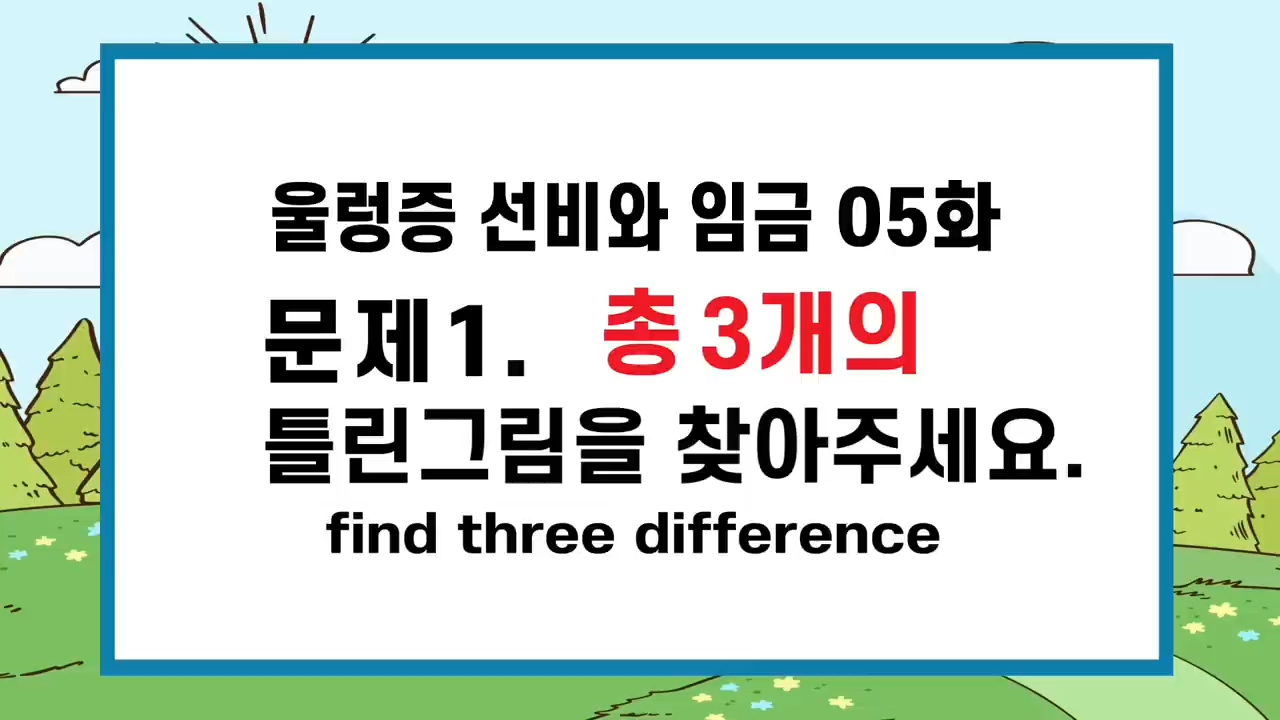 울렁증 선비와 임금 05화
문제1. 총 3개의
틀린그림을 찾아주세요.
find three difference